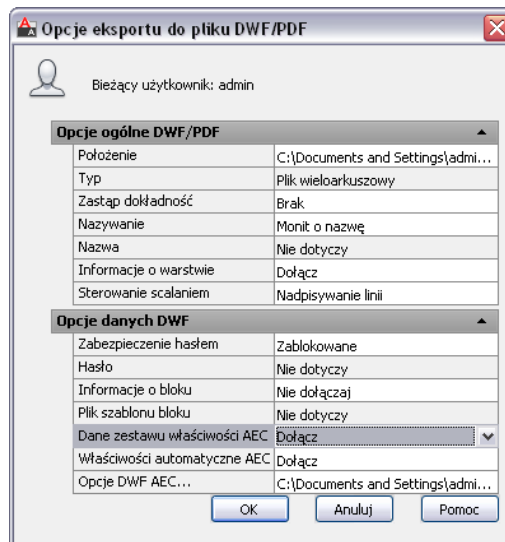 Opcje eksportu do pliku DWF/PDF
Bieżący użytkownik: admin
Opcje ogólne DWF/PDF
Położenie C:\Documents and Settings\admi...
Typ Plik wieloarkuszowy
Zastąp dokładność Brak
Nazywanie Monit o nazwę
Nazwa Nie dotyczy
Informacje o warstwie Dołącz
Sterowanie scalaniem Nadpisywanie linii
Opcje danych DWF
Zabezpieczenie hasłem Zablokowane
Hasło Nie dotyczy
Informacje o bloku Nie dołączaj
Plik szablonu bloku Nie dotyczy
Dane zestawu właściwości AEC Dołącz
Właściwości automatyczne AEC Dołącz
Opcje DWF AEC... C:\Documents and Settings\admi...
OK Anuluj Pomoc